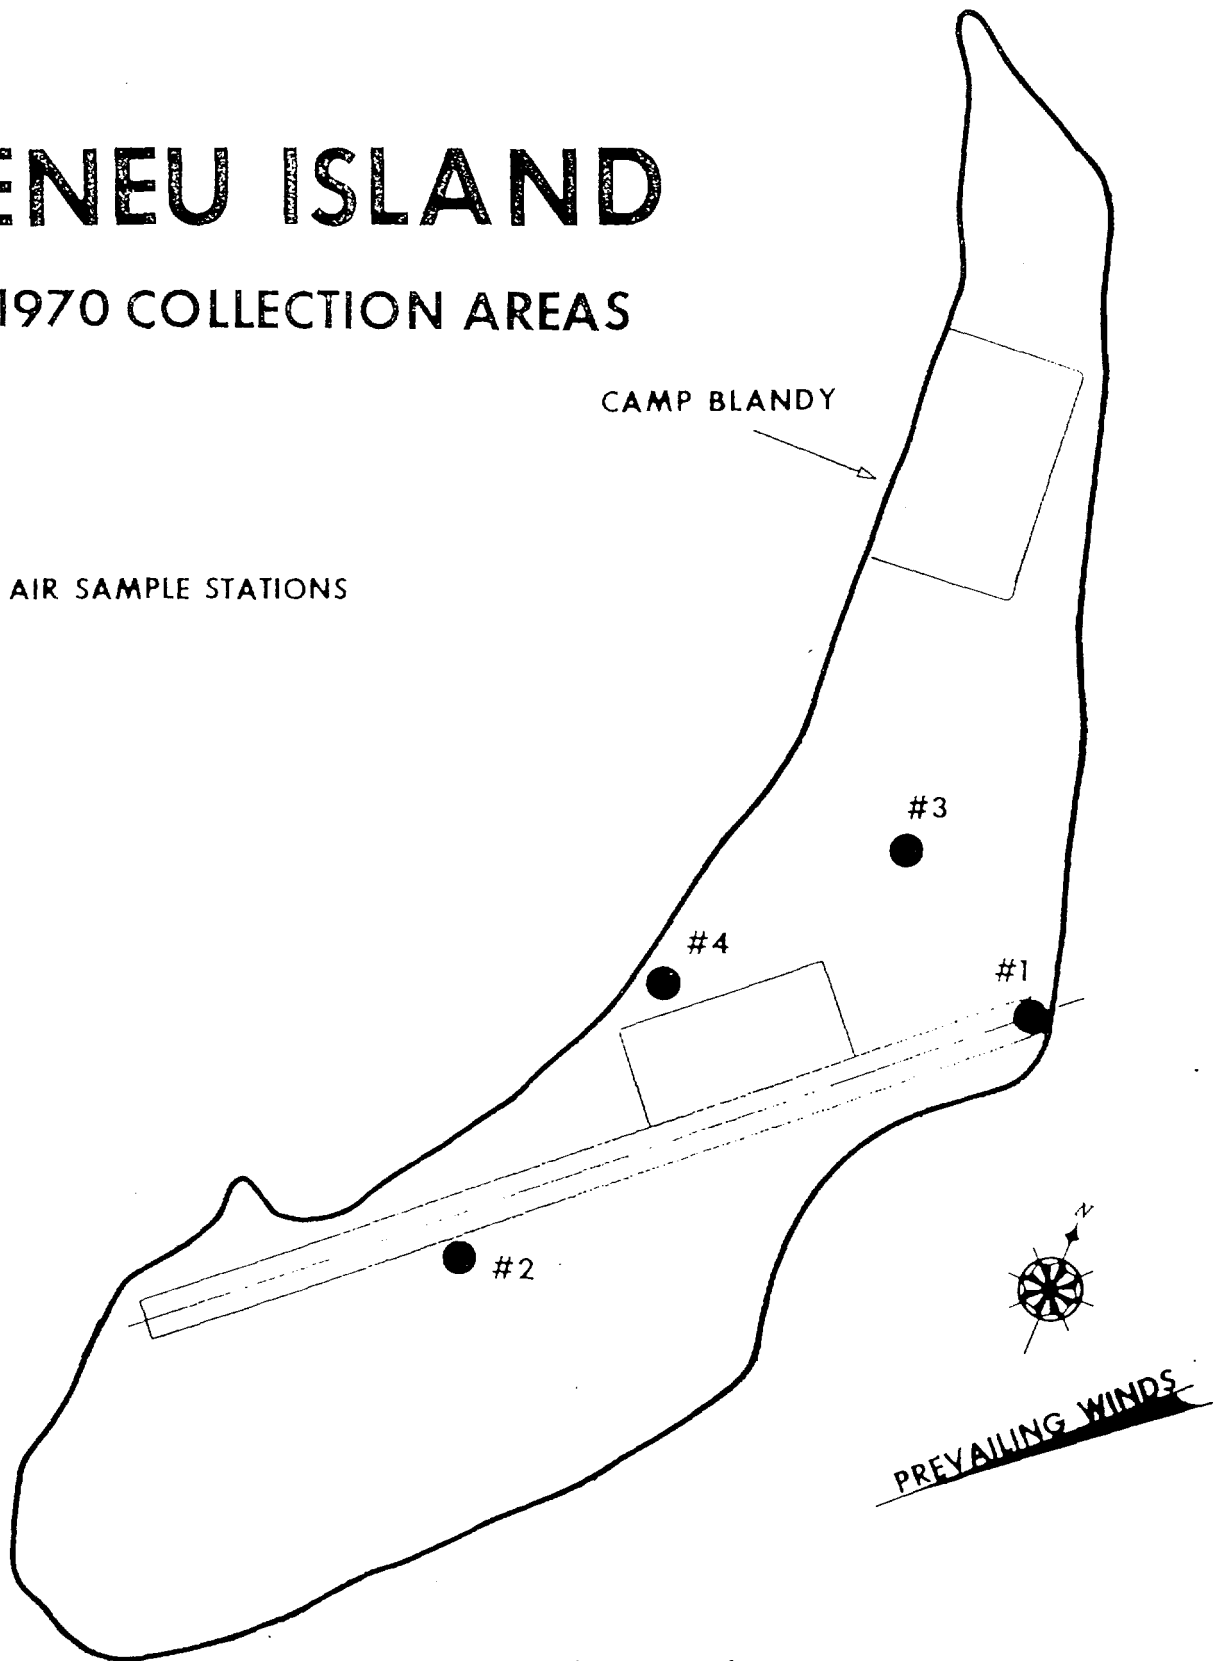 ENEU ISLAND
1970 COLLECTION AREAS
CAMP BLANDY
AIR SAMPLE STATIONS
#3
#4
#1
#2
N
PREVAILING WINDS